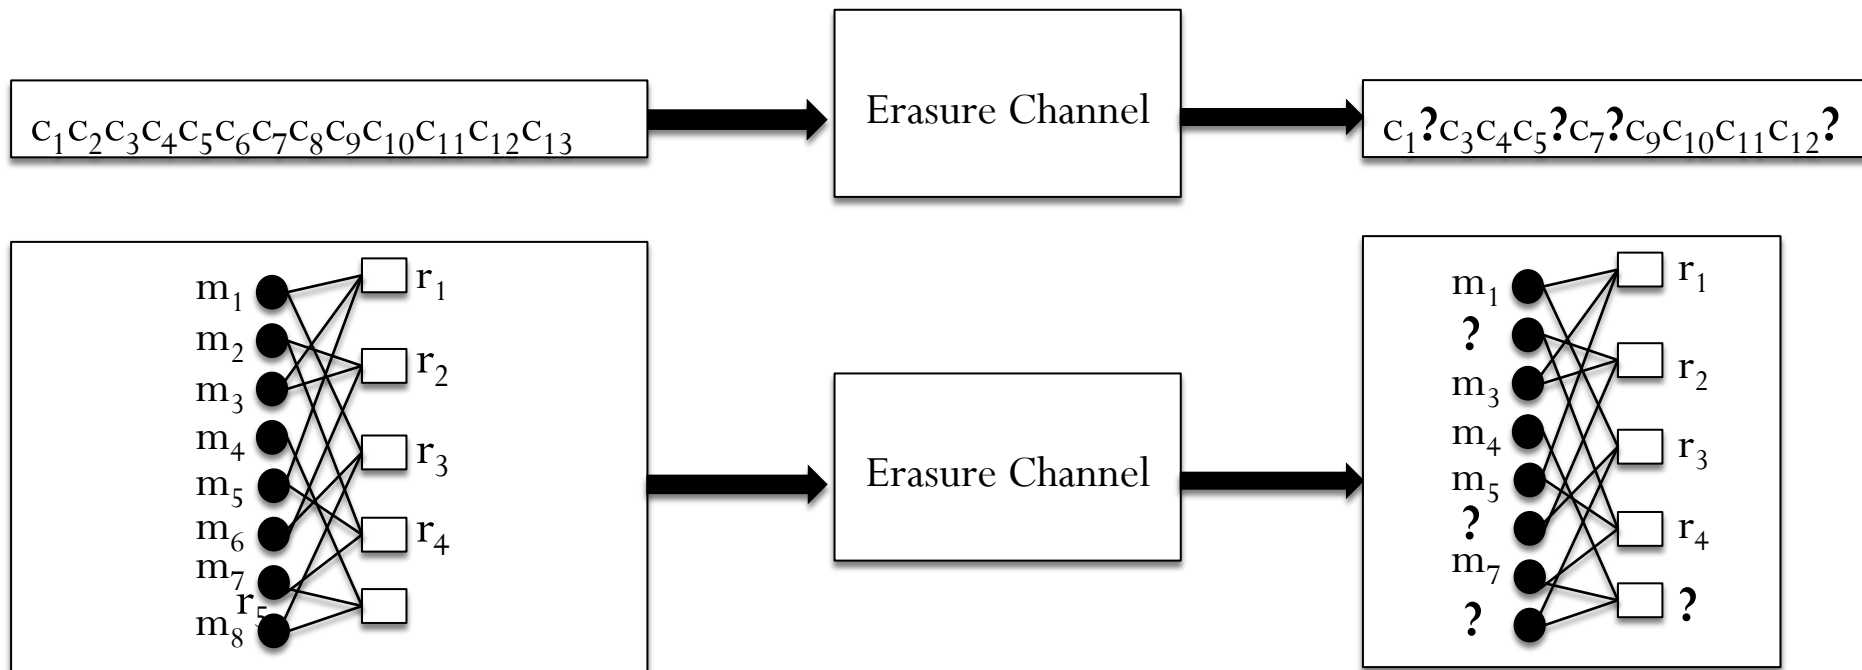 c₁c₂c₃c₄c₅c₆c₇c₈c₉c₁₀c₁₁c₁₂c₁₃
Erasure Channel
c₁?c₃c₄c₅?c₇?c₉c₁₀c₁₁c₁₂?
m₁
r₁
m₂
r₂
m₃
m₄
r₃
m₅
m₆
r₄
m₇
r₅
m₈
Erasure Channel
m₁
r₁
?
r₂
m₃
m₄
r₃
m₅
?
r₄
m₇
?
?